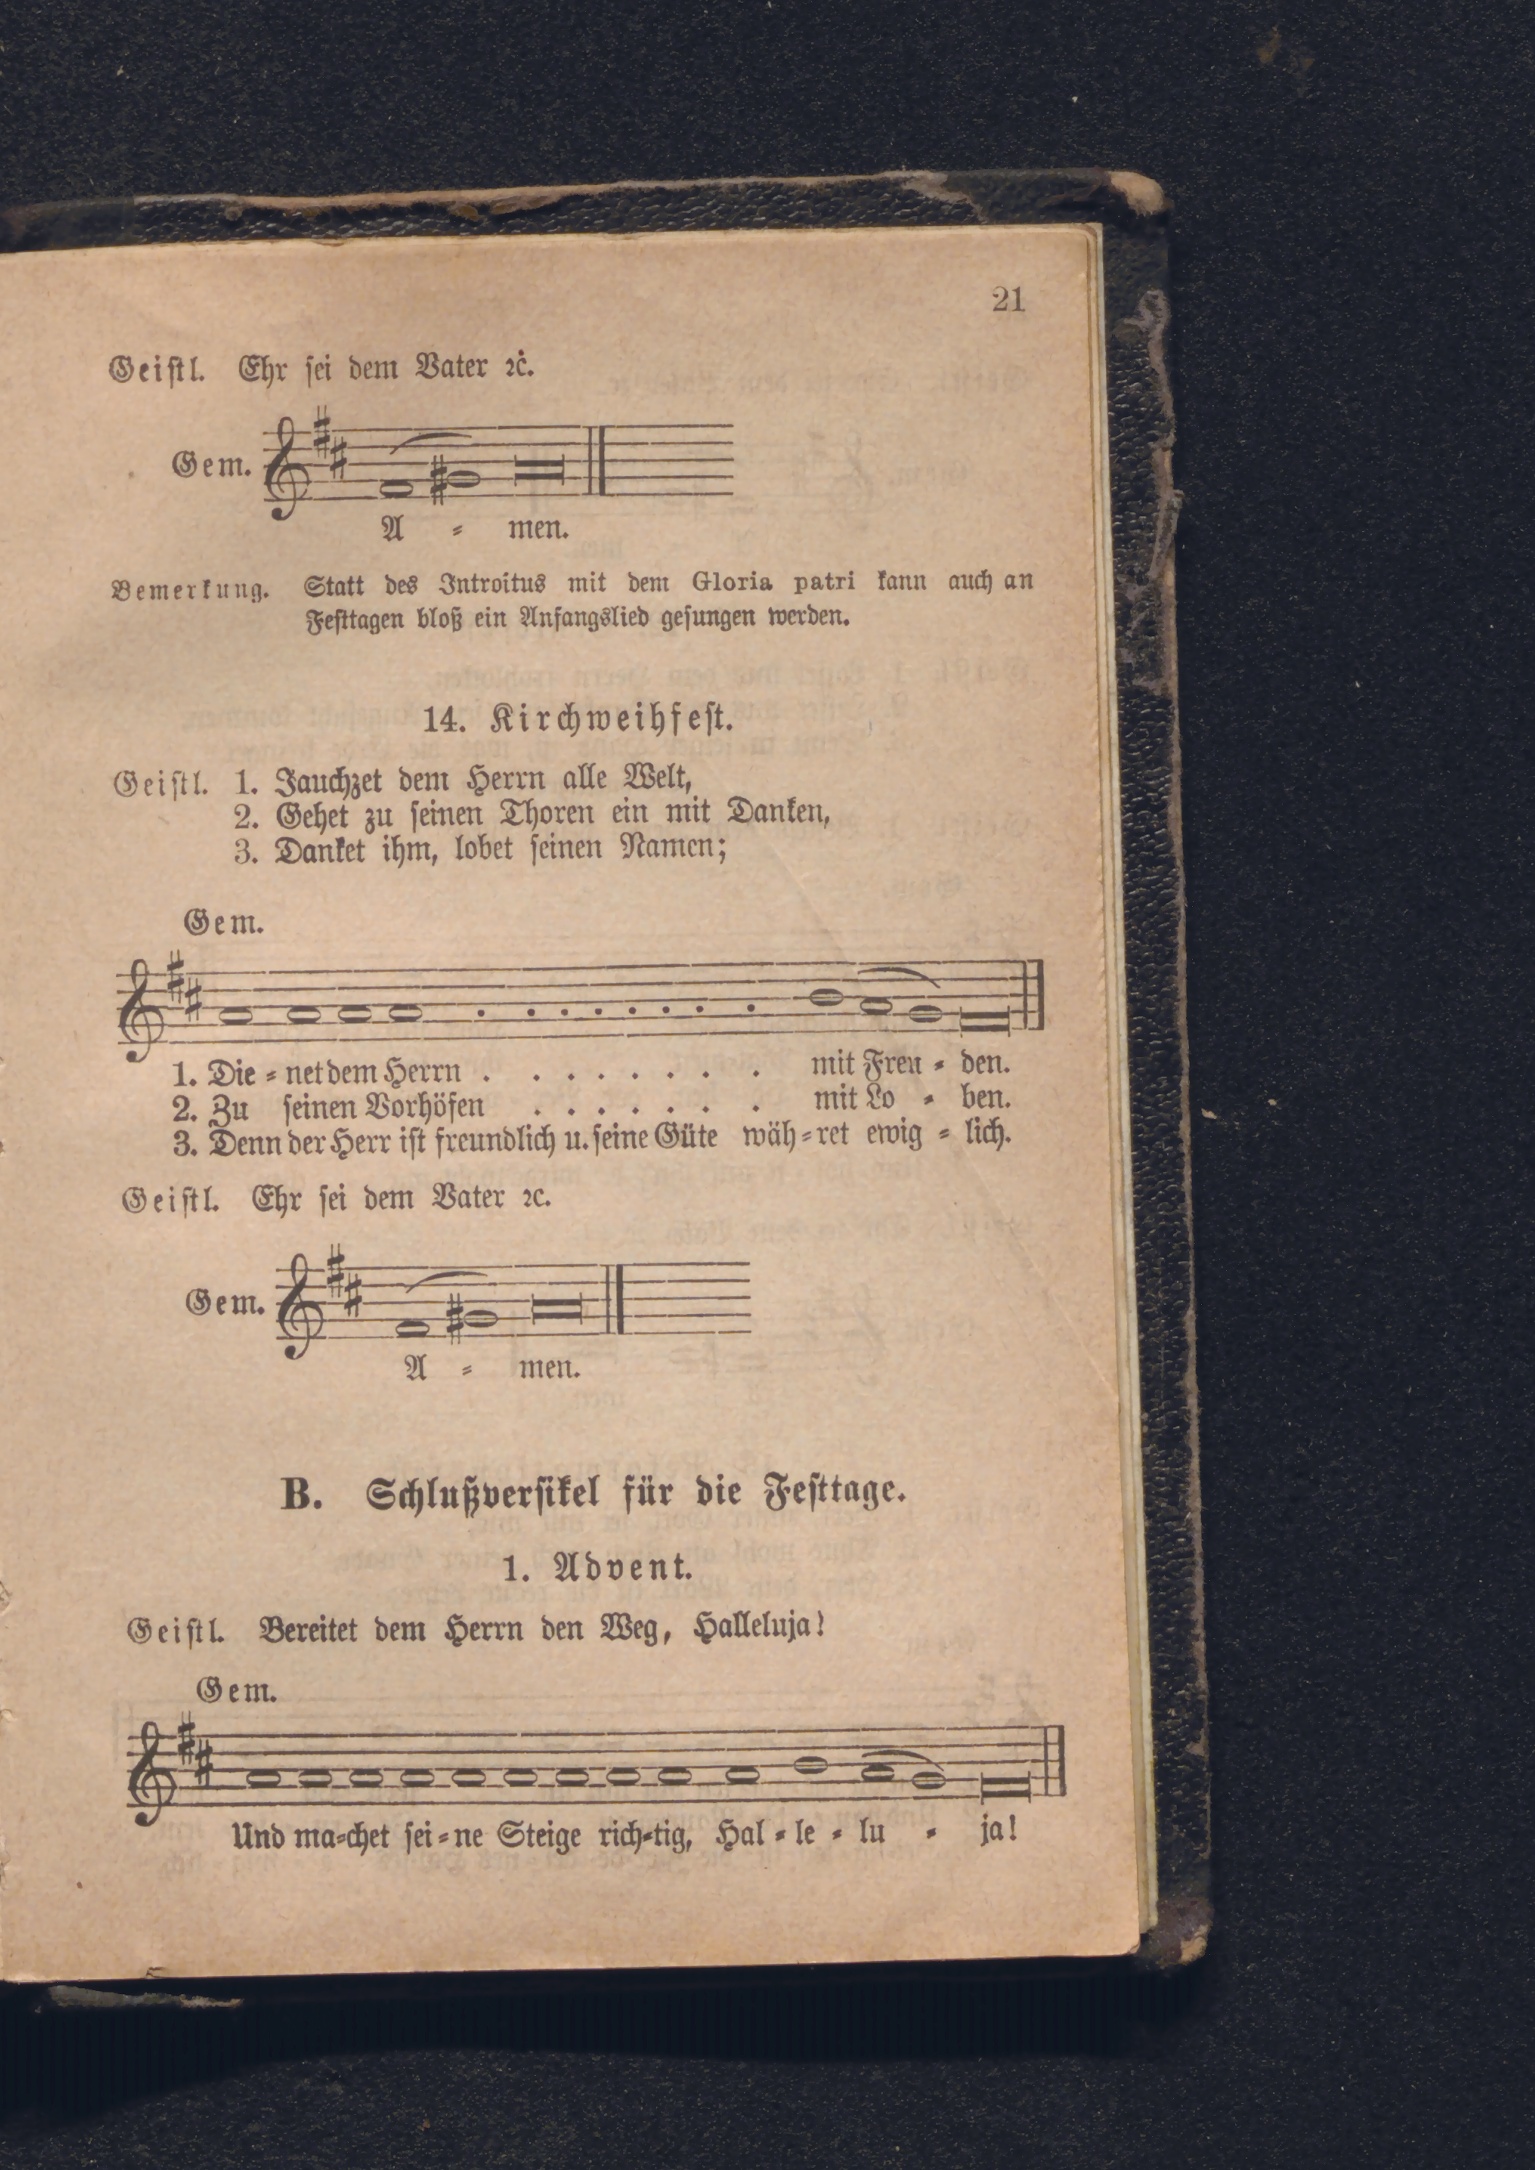 21
Geistl. Ehr sei dem Vater ꝛc.
Gem.
A - men.
Bemerkung. Statt des Introitus mit dem Gloria patri kann auch an
Festtagen bloß ein Anfangslied gesungen werden.
14. Kirchweihfest.
Geistl. 1. Jauchzet dem Herrn alle Welt,
2. Gehet zu seinen Thoren ein mit Danken,
3. Danket ihm, lobet seinen Namen;
Gem.
1. Die-net dem Herrn . . . . . . . . mit Freu-den.
2. Zu seinen Vorhöfen . . . . . . . mit Lo-ben.
3. Denn der Herr ist freundlich u. seine Güte wäh-ret ewig-lich.
Geistl. Ehr sei dem Vater ꝛc.
Gem.
A - men.
B. Schlußversikel für die Festtage.
1. Advent.
Geistl. Bereitet dem Herrn den Weg, Halleluja!
Gem.
Und ma-chet sei-ne Steige rich-tig, Hal-le-lu - ja!